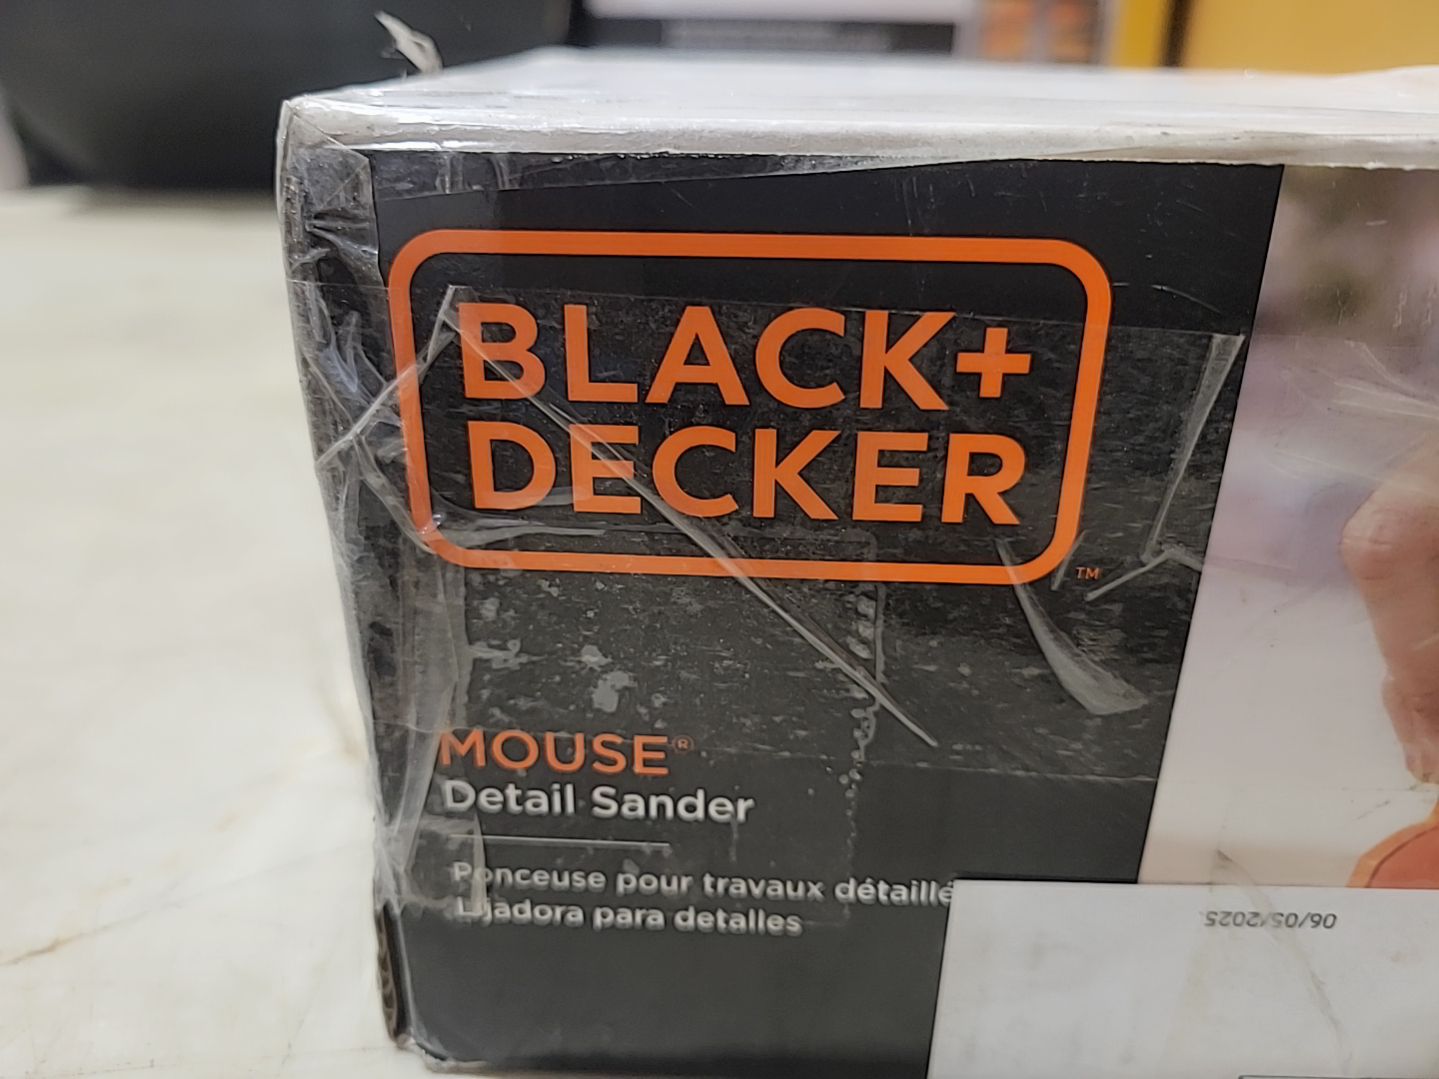 BLACK+
DECKER
TM
MOUSE®
Detail Sander
Ponceuse pour travaux détaillé
Lijadora para detalles
06/05/2025